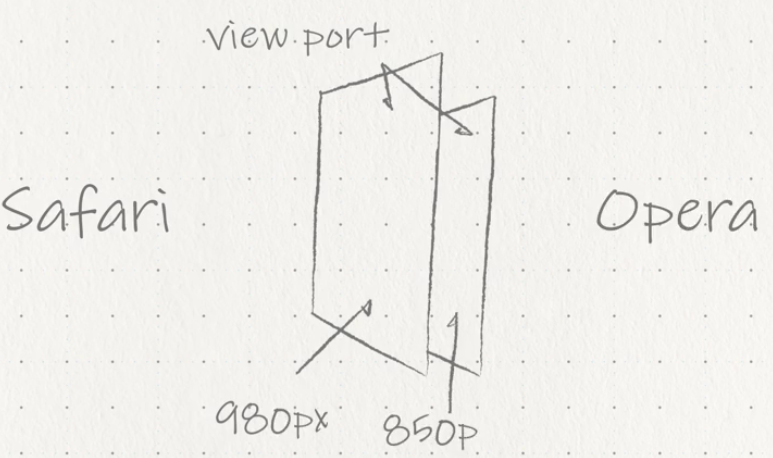 view port
Safari
Opera
980px
850p